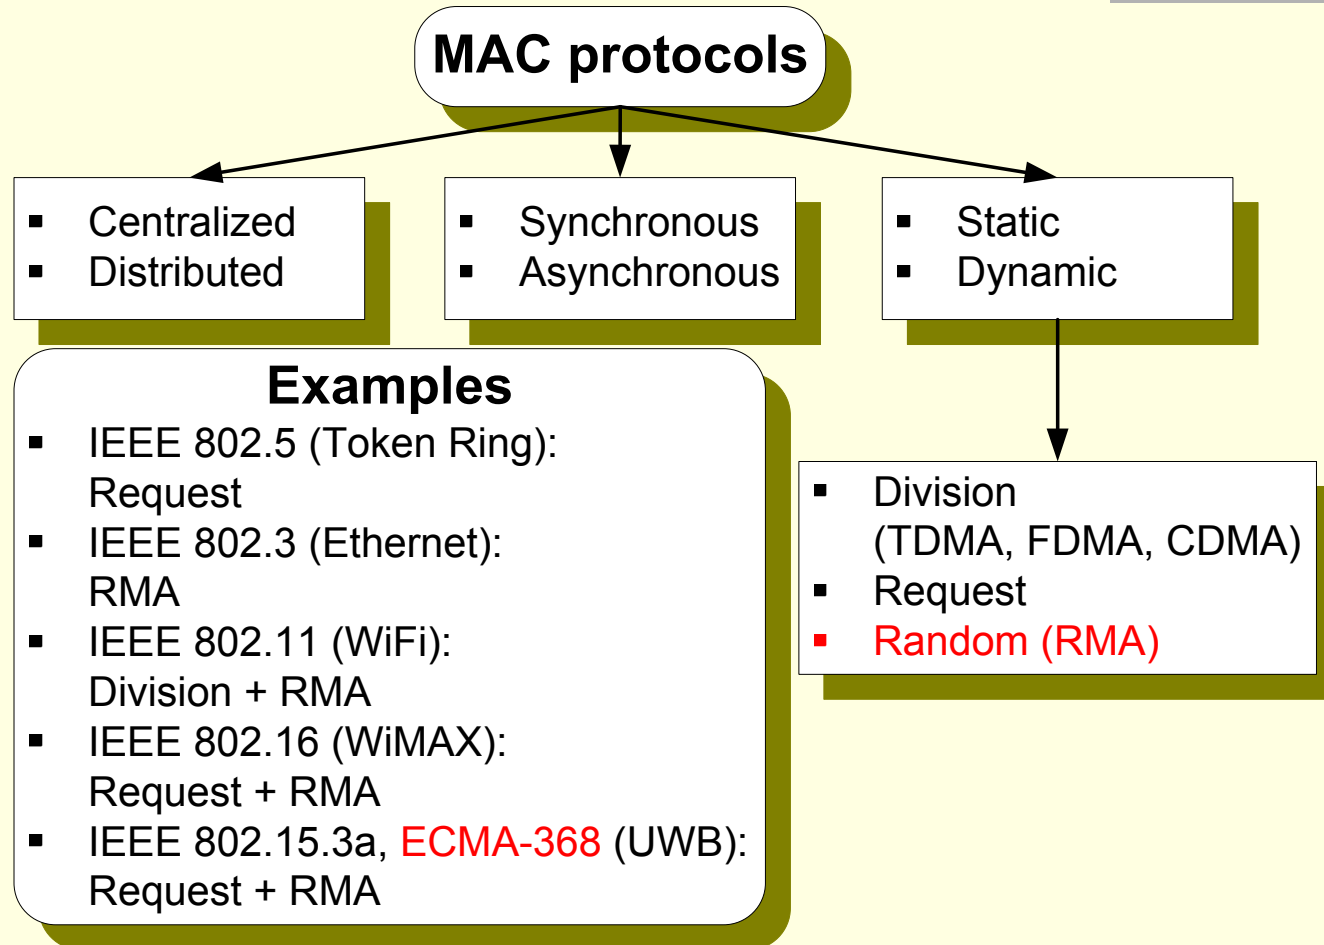 MAC protocols
▪ Centralized
▪ Distributed
▪ Synchronous
▪ Asynchronous
▪ Static
▪ Dynamic
Examples
▪ IEEE 802.5 (Token Ring):
Request
▪ IEEE 802.3 (Ethernet):
RMA
▪ IEEE 802.11 (WiFi):
Division + RMA
▪ IEEE 802.16 (WiMAX):
Request + RMA
▪ IEEE 802.15.3a, ECMA-368 (UWB):
Request + RMA
▪ Division
(TDMA, FDMA, CDMA)
▪ Request
▪ Random (RMA)